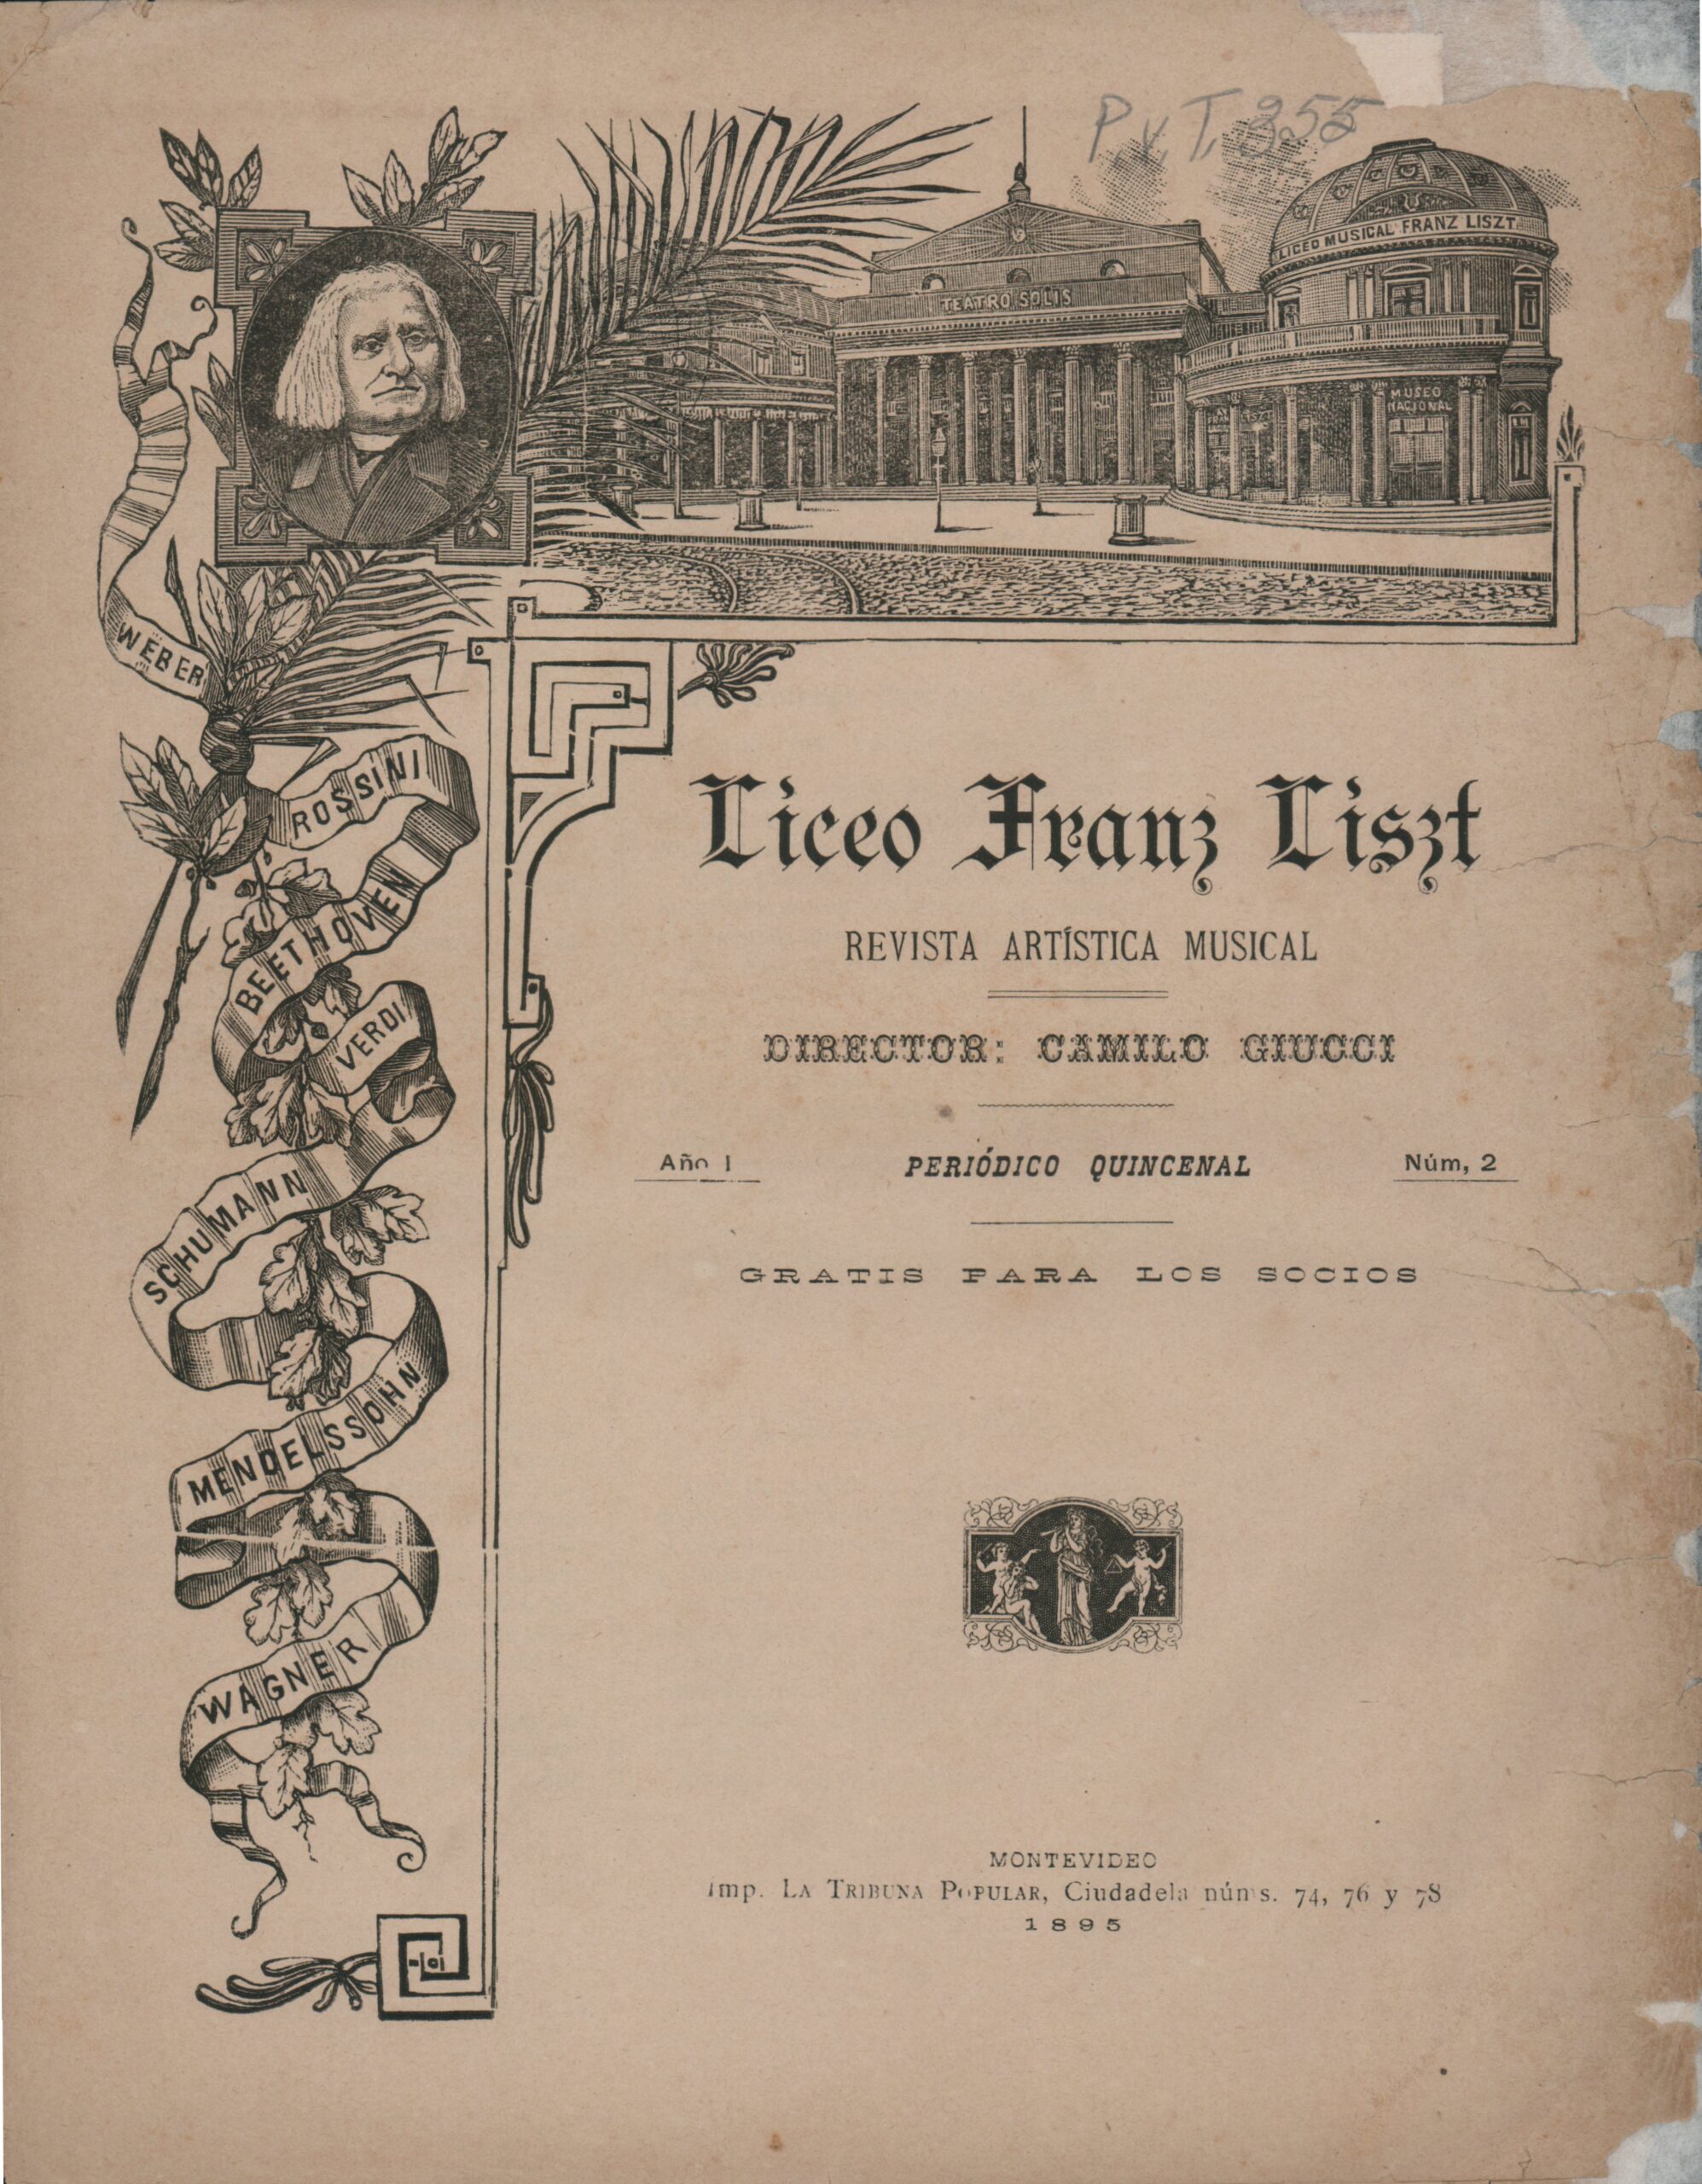 P.v.T. 355
LICEO MUSICAL FRANZ LISZT
TEATRO SOLIS
MUSEO
NACIONAL
WEBER
ROSSINI
BEETHOVEN
VERDI
SCHUMANN
MENDELSSOHN
WAGNER
Liceo Franz Liszt
REVISTA ARTÍSTICA MUSICAL
DIRECTOR: CAMILO GIUCCI
Año I PERIÓDICO QUINCENAL Núm, 2
GRATIS PARA LOS SOCIOS
MONTEVIDEO
Imp. LA TRIBUNA POPULAR, Ciudadela núms. 74, 76 y 78
1895